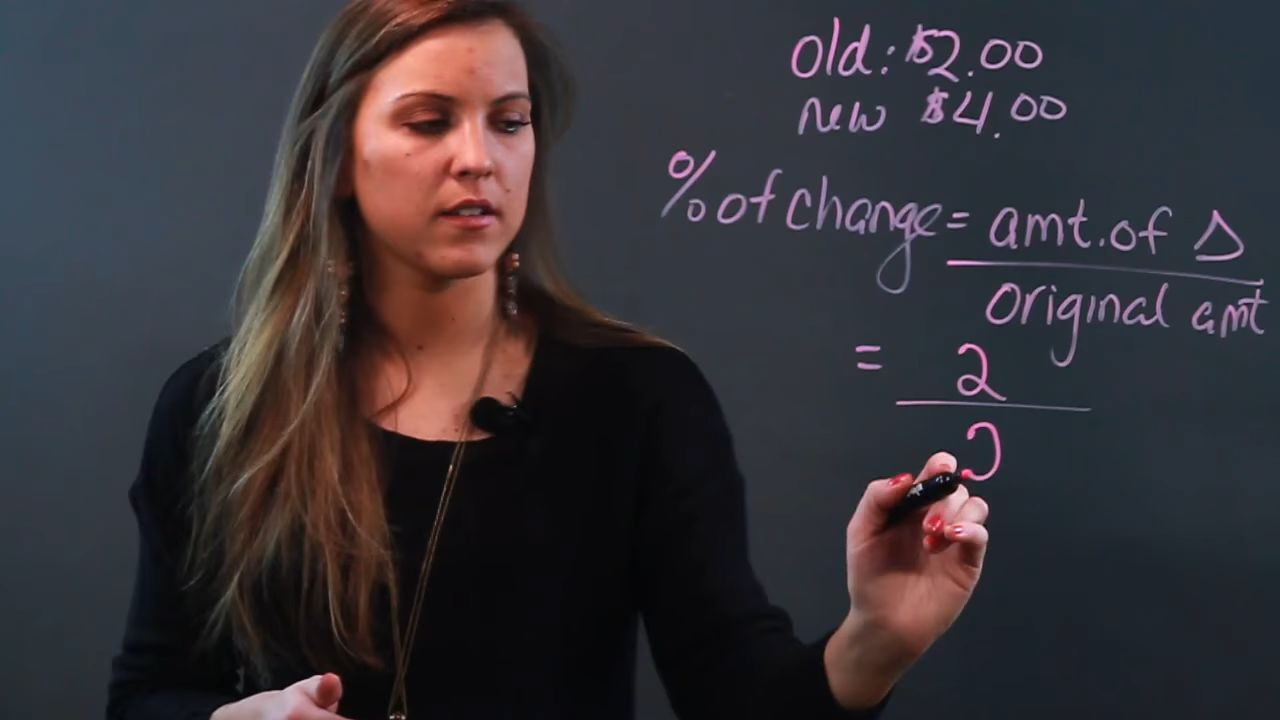 old: $2.00
new $4.00
% of change = amt. of Δ
original amt
= 2
2